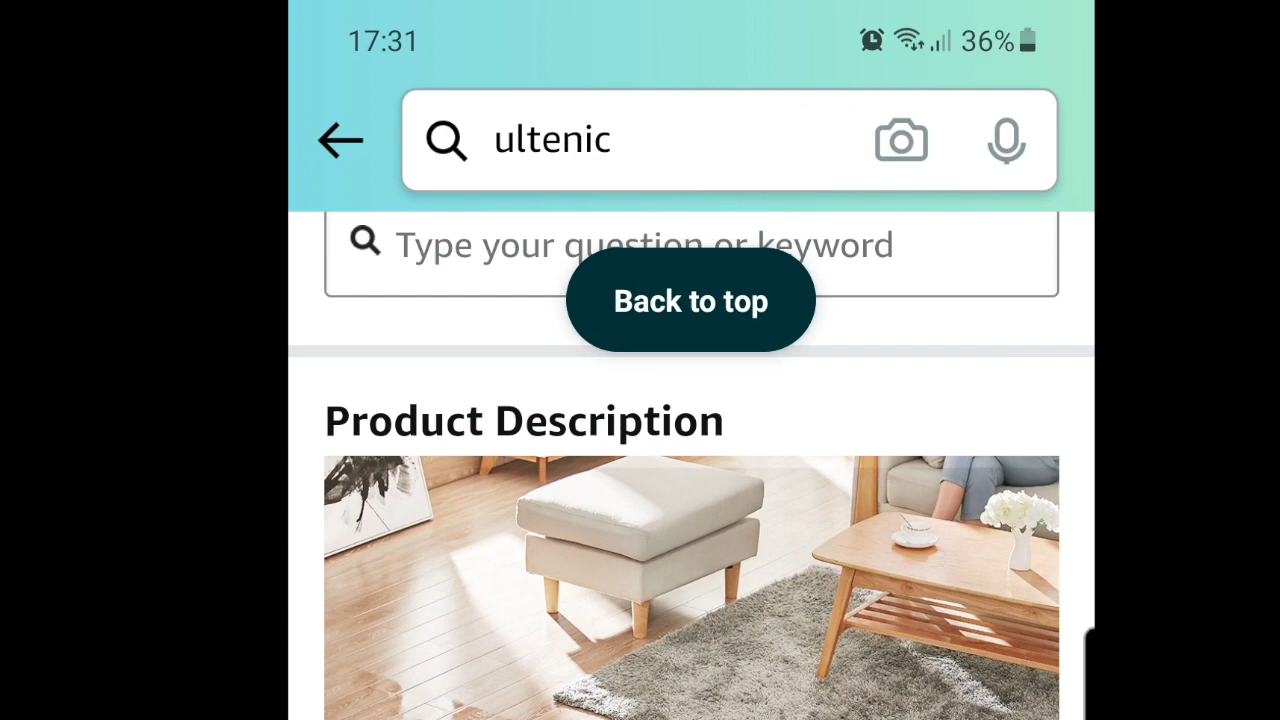 17:31 36%
ultenic
Type your question or keyword
Back to top
Product Description